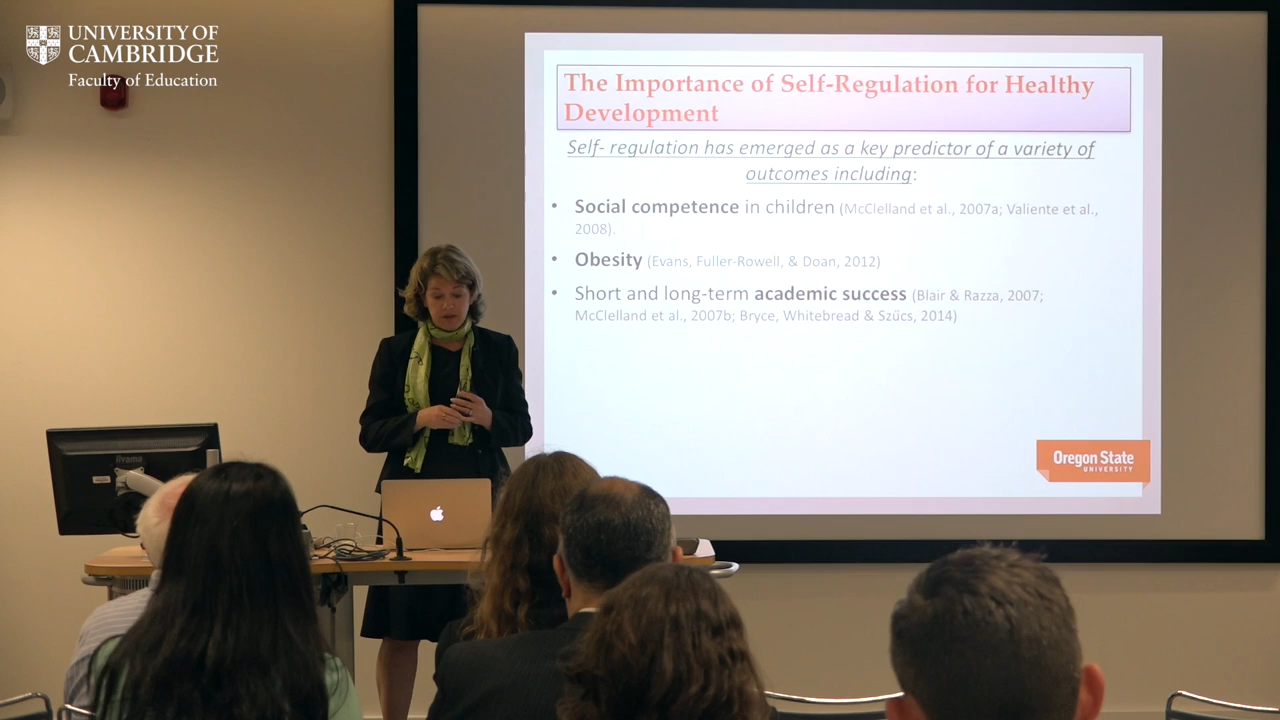 UNIVERSITY OF
CAMBRIDGE
Faculty of Education
The Importance of Self-Regulation for Healthy
Development
Self- regulation has emerged as a key predictor of a variety of
outcomes including:
• Social competence in children (McClelland et al., 2007a; Valiente et al.,
2008).
• Obesity (Evans, Fuller-Rowell, & Doan, 2012)
• Short and long-term academic success (Blair & Razza, 2007;
McClelland et al., 2007b; Bryce, Whitebread & Szűcs, 2014)
Oregon State
UNIVERSITY
iiyama